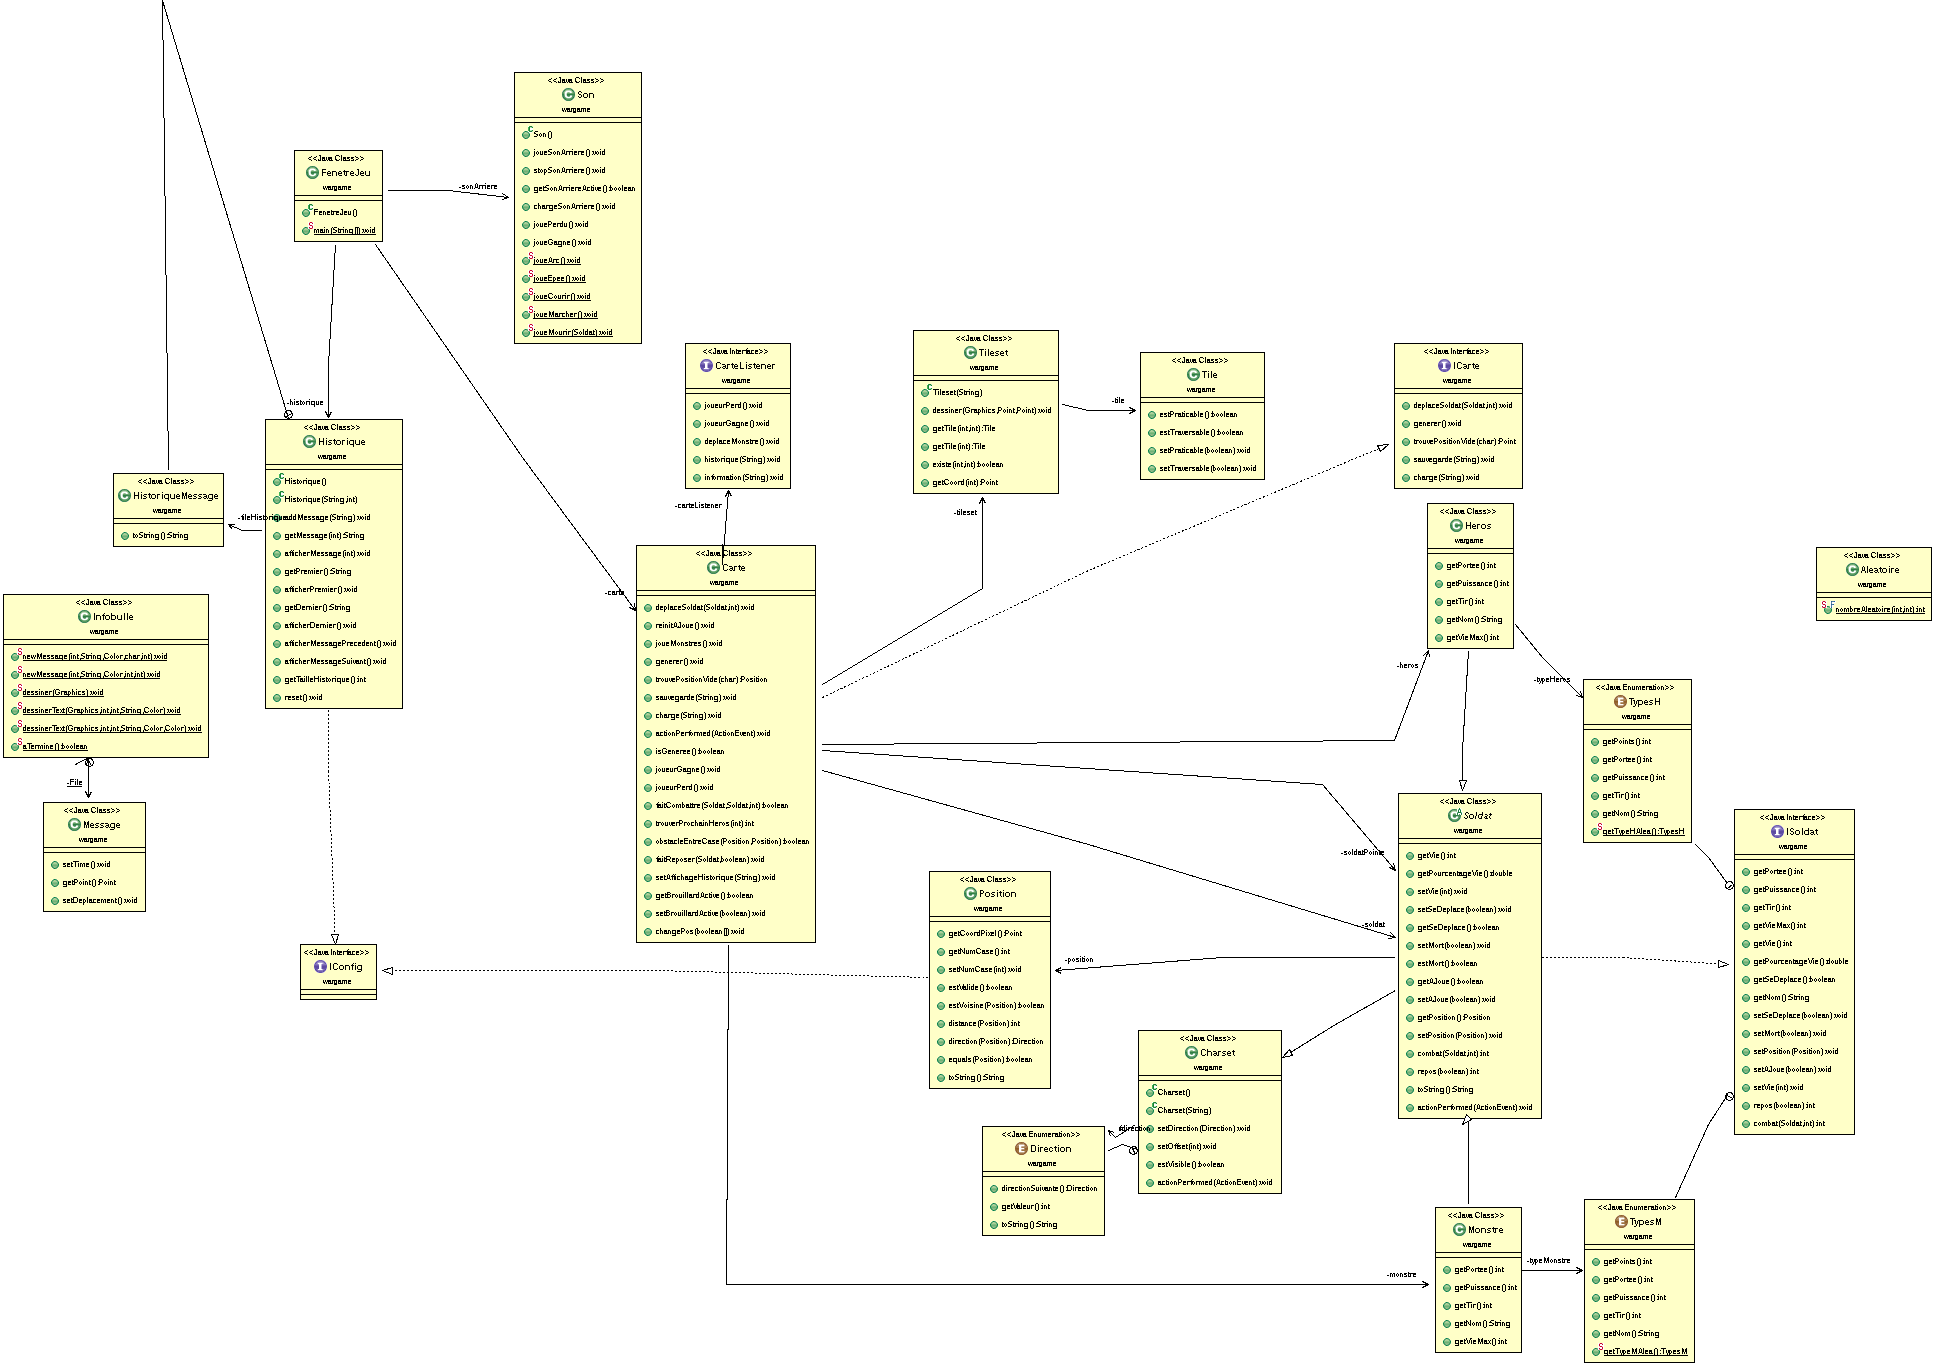 <<Java Class>>
Son
wargame
Son()
joueSonArriere():void
stopSonArriere():void
getSonArriereActive():boolean
chargeSonArriere():void
jouePerdu():void
joueGagne():void
joueArc():void
joueEpee():void
joueCourir():void
joueMarcher():void
joueMourir(Soldat):void
<<Java Class>>
FenetreJeu
wargame
FenetreJeu()
main(String[]):void
-sonArriere
-historique
-carte
<<Java Class>>
Historique
wargame
Historique()
Historique(String,int)
addMessage(String):void
getMessage(int):String
afficherMessage(int):void
getPremier():String
afficherPremier():void
getDernier():String
afficherDernier():void
afficherMessagePrecedent():void
afficherMessageSuivant():void
getTailleHistorique():int
reset():void
-fileHistorique
<<Java Class>>
HistoriqueMessage
wargame
toString():String
<<Java Class>>
Infobulle
wargame
newMessage(int,String,Color,char,int):void
newMessage(int,String,Color,int,int):void
dessiner(Graphics):void
dessinerText(Graphics,int,int,String,Color):void
dessinerText(Graphics,int,int,String,Color,Color):void
aTermine():boolean
-File
<<Java Class>>
Message
wargame
setTime():void
getPoint():Point
setDeplacement():void
<<Java Interface>>
IConfig
wargame
<<Java Interface>>
CarteListener
wargame
joueurPerd():void
joueurGagne():void
deplaceMonstre():void
historique(String):void
information(String):void
-carteListener
<<Java Class>>
Carte
wargame
deplaceSoldat(Soldat,int):void
reinitAJoue():void
joueMonstres():void
generer():void
trouvePositionVide(char):Position
sauvegarde(String):void
charge(String):void
actionPerformed(ActionEvent):void
isGeneree():boolean
joueurGagne():void
joueurPerd():void
faitCombattre(Soldat,Soldat,int):boolean
trouverProchainHeros(int):int
obstacleEntreCase(Position,Position):boolean
faitReposer(Soldat,boolean):void
setAffichageHistorique(String):void
getBrouillardActive():boolean
setBrouillardActive(boolean):void
changePos(boolean[]):void
<<Java Class>>
Tileset
wargame
Tileset(String)
dessiner(Graphics,Point,Point):void
getTile(int,int):Tile
getTile(int):Tile
existe(int,int):boolean
getCoord(int):Point
-tileset
-tile
<<Java Class>>
Tile
wargame
estPraticable():boolean
estTraversable():boolean
setPraticable(boolean):void
setTraversable(boolean):void
<<Java Interface>>
ICarte
wargame
deplaceSoldat(Soldat,int):void
generer():void
trouvePositionVide(char):Point
sauvegarde(String):void
charge(String):void
<<Java Class>>
Heros
wargame
getPortee():int
getPuissance():int
getTir():int
getNom():String
getVieMax():int
-heros
-typeHeros
<<Java Class>>
Aleatoire
wargame
nombreAleatoire(int,int):int
<<Java Enumeration>>
TypesH
wargame
getPoints():int
getPortee():int
getPuissance():int
getTir():int
getNom():String
getTypeHAlea():TypesH
<<Java Class>>
Soldat
wargame
getVie():int
getPourcentageVie():double
setVie(int):void
setSeDeplace(boolean):void
getSeDeplace():boolean
setMort(boolean):void
estMort():boolean
getAJoue():boolean
setAJoue(boolean):void
getPosition():Position
setPosition(Position):void
combat(Soldat,int):int
repos(boolean):int
toString():String
actionPerformed(ActionEvent):void
-soldatPointe
-soldat
-position
<<Java Interface>>
ISoldat
wargame
getPortee():int
getPuissance():int
getTir():int
getVieMax():int
getVie():int
getPourcentageVie():double
getSeDeplace():boolean
getNom():String
setSeDeplace(boolean):void
setMort(boolean):void
setPosition(Position):void
setAJoue(boolean):void
setVie(int):void
repos(boolean):int
combat(Soldat,int):int
<<Java Class>>
Position
wargame
getCoordPixel():Point
getNumCase():int
setNumCase(int):void
estValide():boolean
estVoisine(Position):boolean
distance(Position):int
direction(Position):Direction
equals(Position):boolean
toString():String
<<Java Class>>
Charset
wargame
Charset()
Charset(String)
setDirection(Direction):void
setOffset(int):void
estVisible():boolean
actionPerformed(ActionEvent):void
<<Java Enumeration>>
Direction
wargame
directionSuivante():Direction
getValeur():int
toString():String
<<Java Class>>
Monstre
wargame
getPortee():int
getPuissance():int
getTir():int
getNom():String
getVieMax():int
-monstre
-typeMonstre
<<Java Enumeration>>
TypesM
wargame
getPoints():int
getPortee():int
getPuissance():int
getTir():int
getNom():String
getTypeMAlea():TypesM